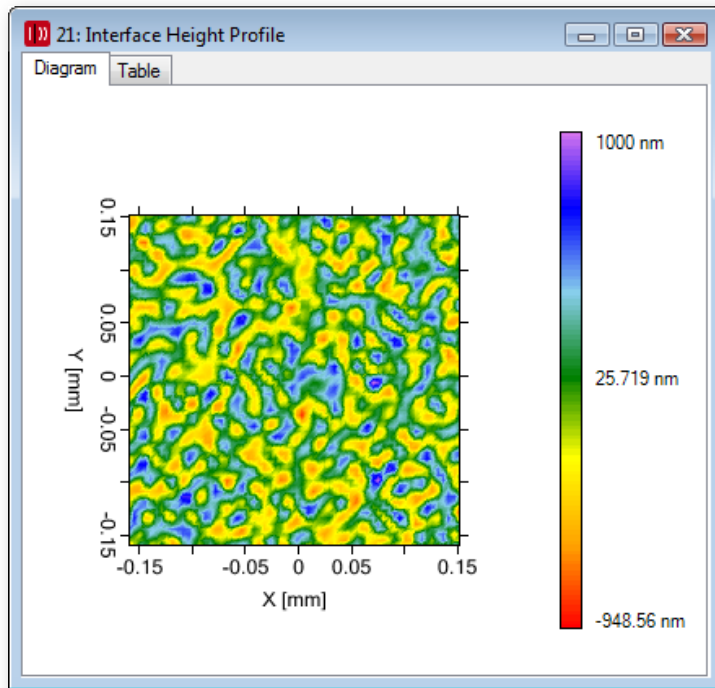 21: Interface Height Profile
Diagram
Table
1000 nm
0.15
0.05
25.719 nm
Y [mm]
0
-0.05
-0.15
-948.56 nm
-0.15
-0.05
0
0.05
0.15
X [mm]